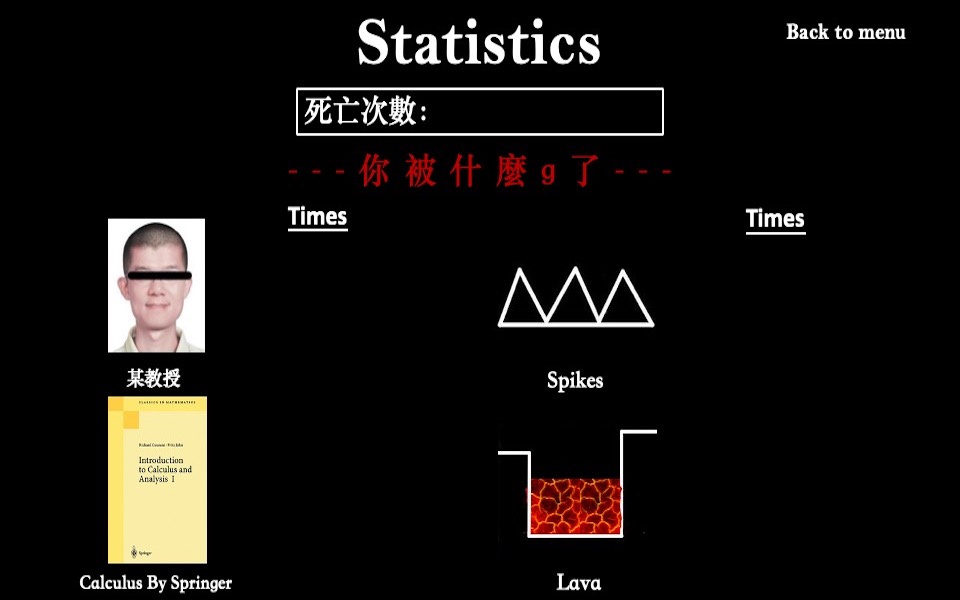 Statistics
Back to menu
死亡次數:
---你被什麼g了---
Times
Times
某教授
Spikes
CLASSICS IN MATHEMATICS
Richard Courant · Fritz John
Introduction
to Calculus and
Analysis I
Springer
Calculus By Springer
Lava